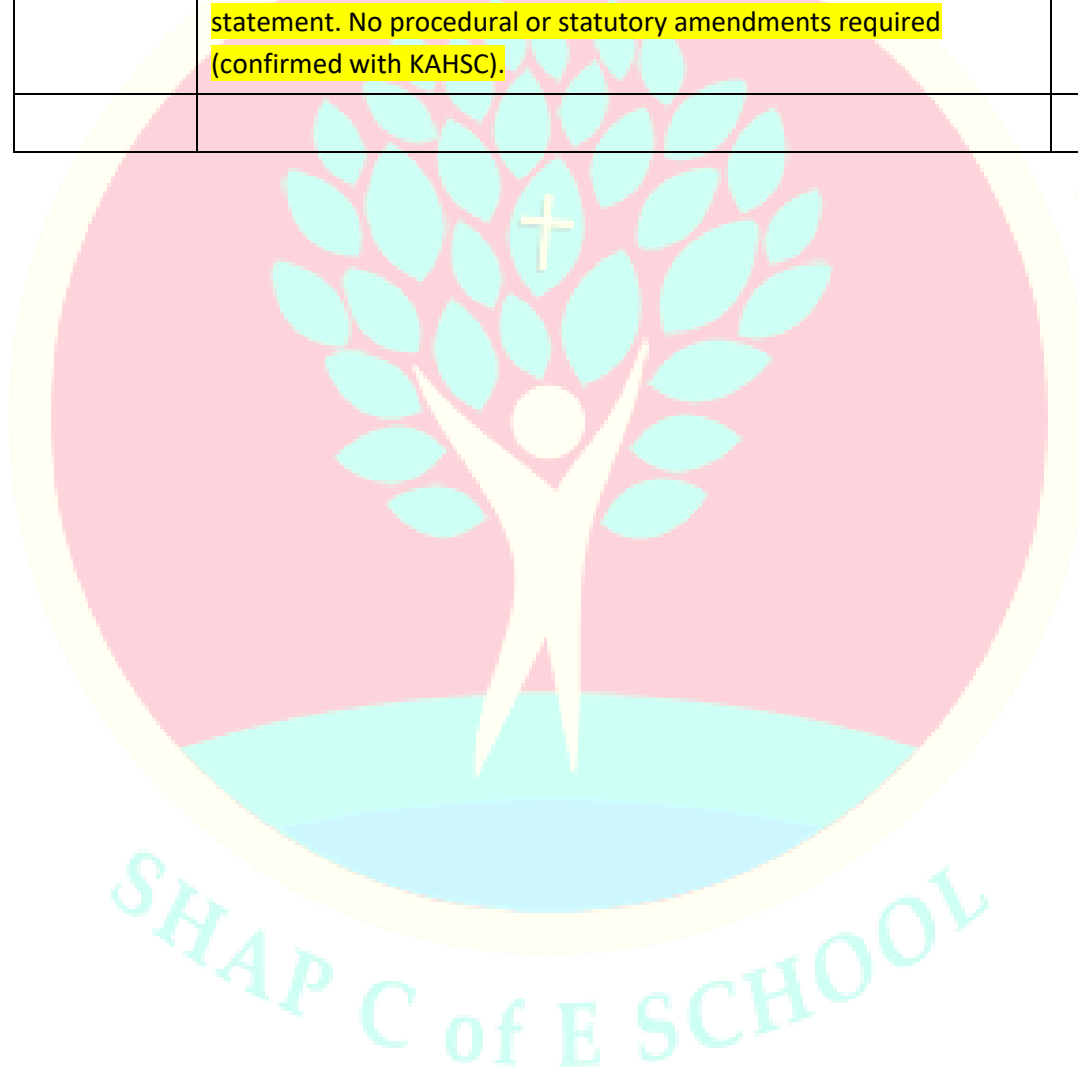 statement. No procedural or statutory amendments required
(confirmed with KAHSC).
SHAP C of E SCHOOL